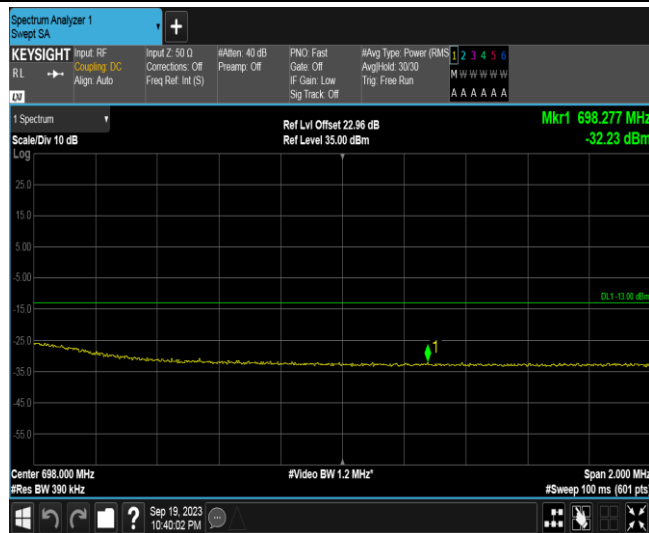 Spectrum Analyzer 1
Swept SA
+
KEYSIGHT Input: RF Input Z: 50 Ω #Atten: 40 dB PNO: Fast #Avg Type: Power (RMS 1 2 3 4 5 6
RL Coupling: DC Corrections: Off Preamp: Off Gate: Off Avg|Hold: 30/30 M W W W W W
Align: Auto Freq Ref: Int (S) IF Gain: Low Trig: Free Run
Sig Track: Off A A A A A A
LXI
1 Spectrum Ref Lvl Offset 22.96 dB Mkr1 698.277 MHz
Scale/Div 10 dB Ref Level 35.00 dBm -32.23 dBm
Log
25.0
15.0
5.00
-5.00
DL1 -13.00 dBm
-15.0
-25.0
1
-35.0
-45.0
-55.0
Center 698.000 MHz #Video BW 1.2 MHz* Span 2.000 MHz
#Res BW 390 kHz #Sweep 100 ms (601 pts)
? Sep 19, 2023
10:40:02 PM